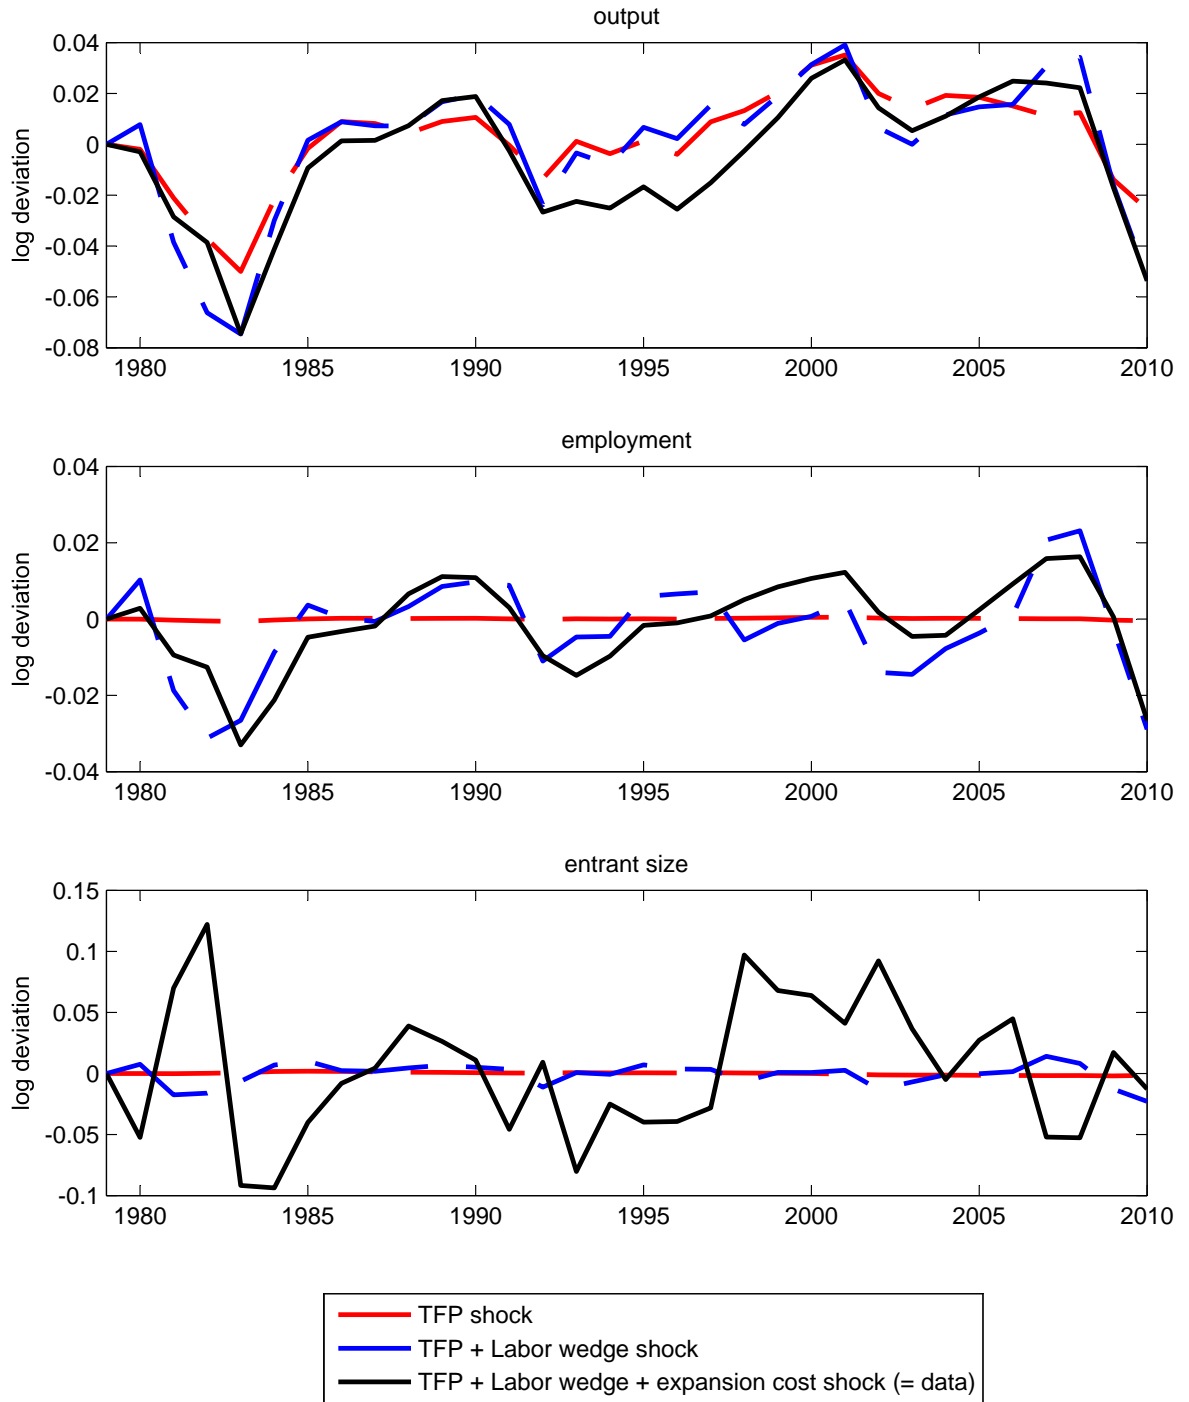 output
log deviation
0.04
0.02
0
-0.02
-0.04
-0.06
-0.08
1980 1985 1990 1995 2000 2005 2010
employment
log deviation
0.04
0.02
0
-0.02
-0.04
1980 1985 1990 1995 2000 2005 2010
entrant size
log deviation
0.15
0.1
0.05
0
-0.05
-0.1
1980 1985 1990 1995 2000 2005 2010
TFP shock
TFP + Labor wedge shock
TFP + Labor wedge + expansion cost shock (= data)